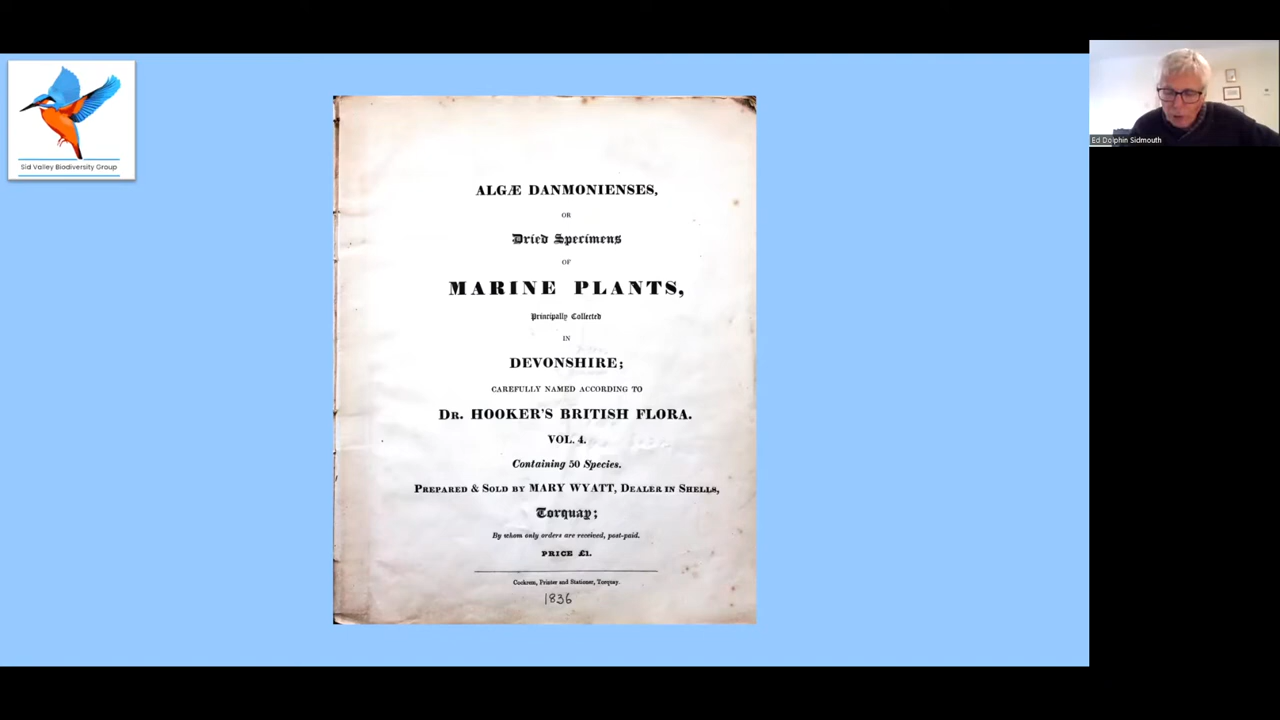 Sid Valley Biodiversity Group
ALGÆ DANMONIENSES,
OR
Dried Specimens
OF
MARINE PLANTS,
Principally Collected
IN
DEVONSHIRE;
CAREFULLY NAMED ACCORDING TO
DR. HOOKER'S BRITISH FLORA.
VOL. 4.
Containing 50 Species.
PREPARED & SOLD BY MARY WYATT, DEALER IN SHELLS,
Torquay;
By whom only orders are received, post-paid.
PRICE £1.
Cockrem, Printer and Stationer, Torquay.
1836
Ed Dolphin Sidmouth